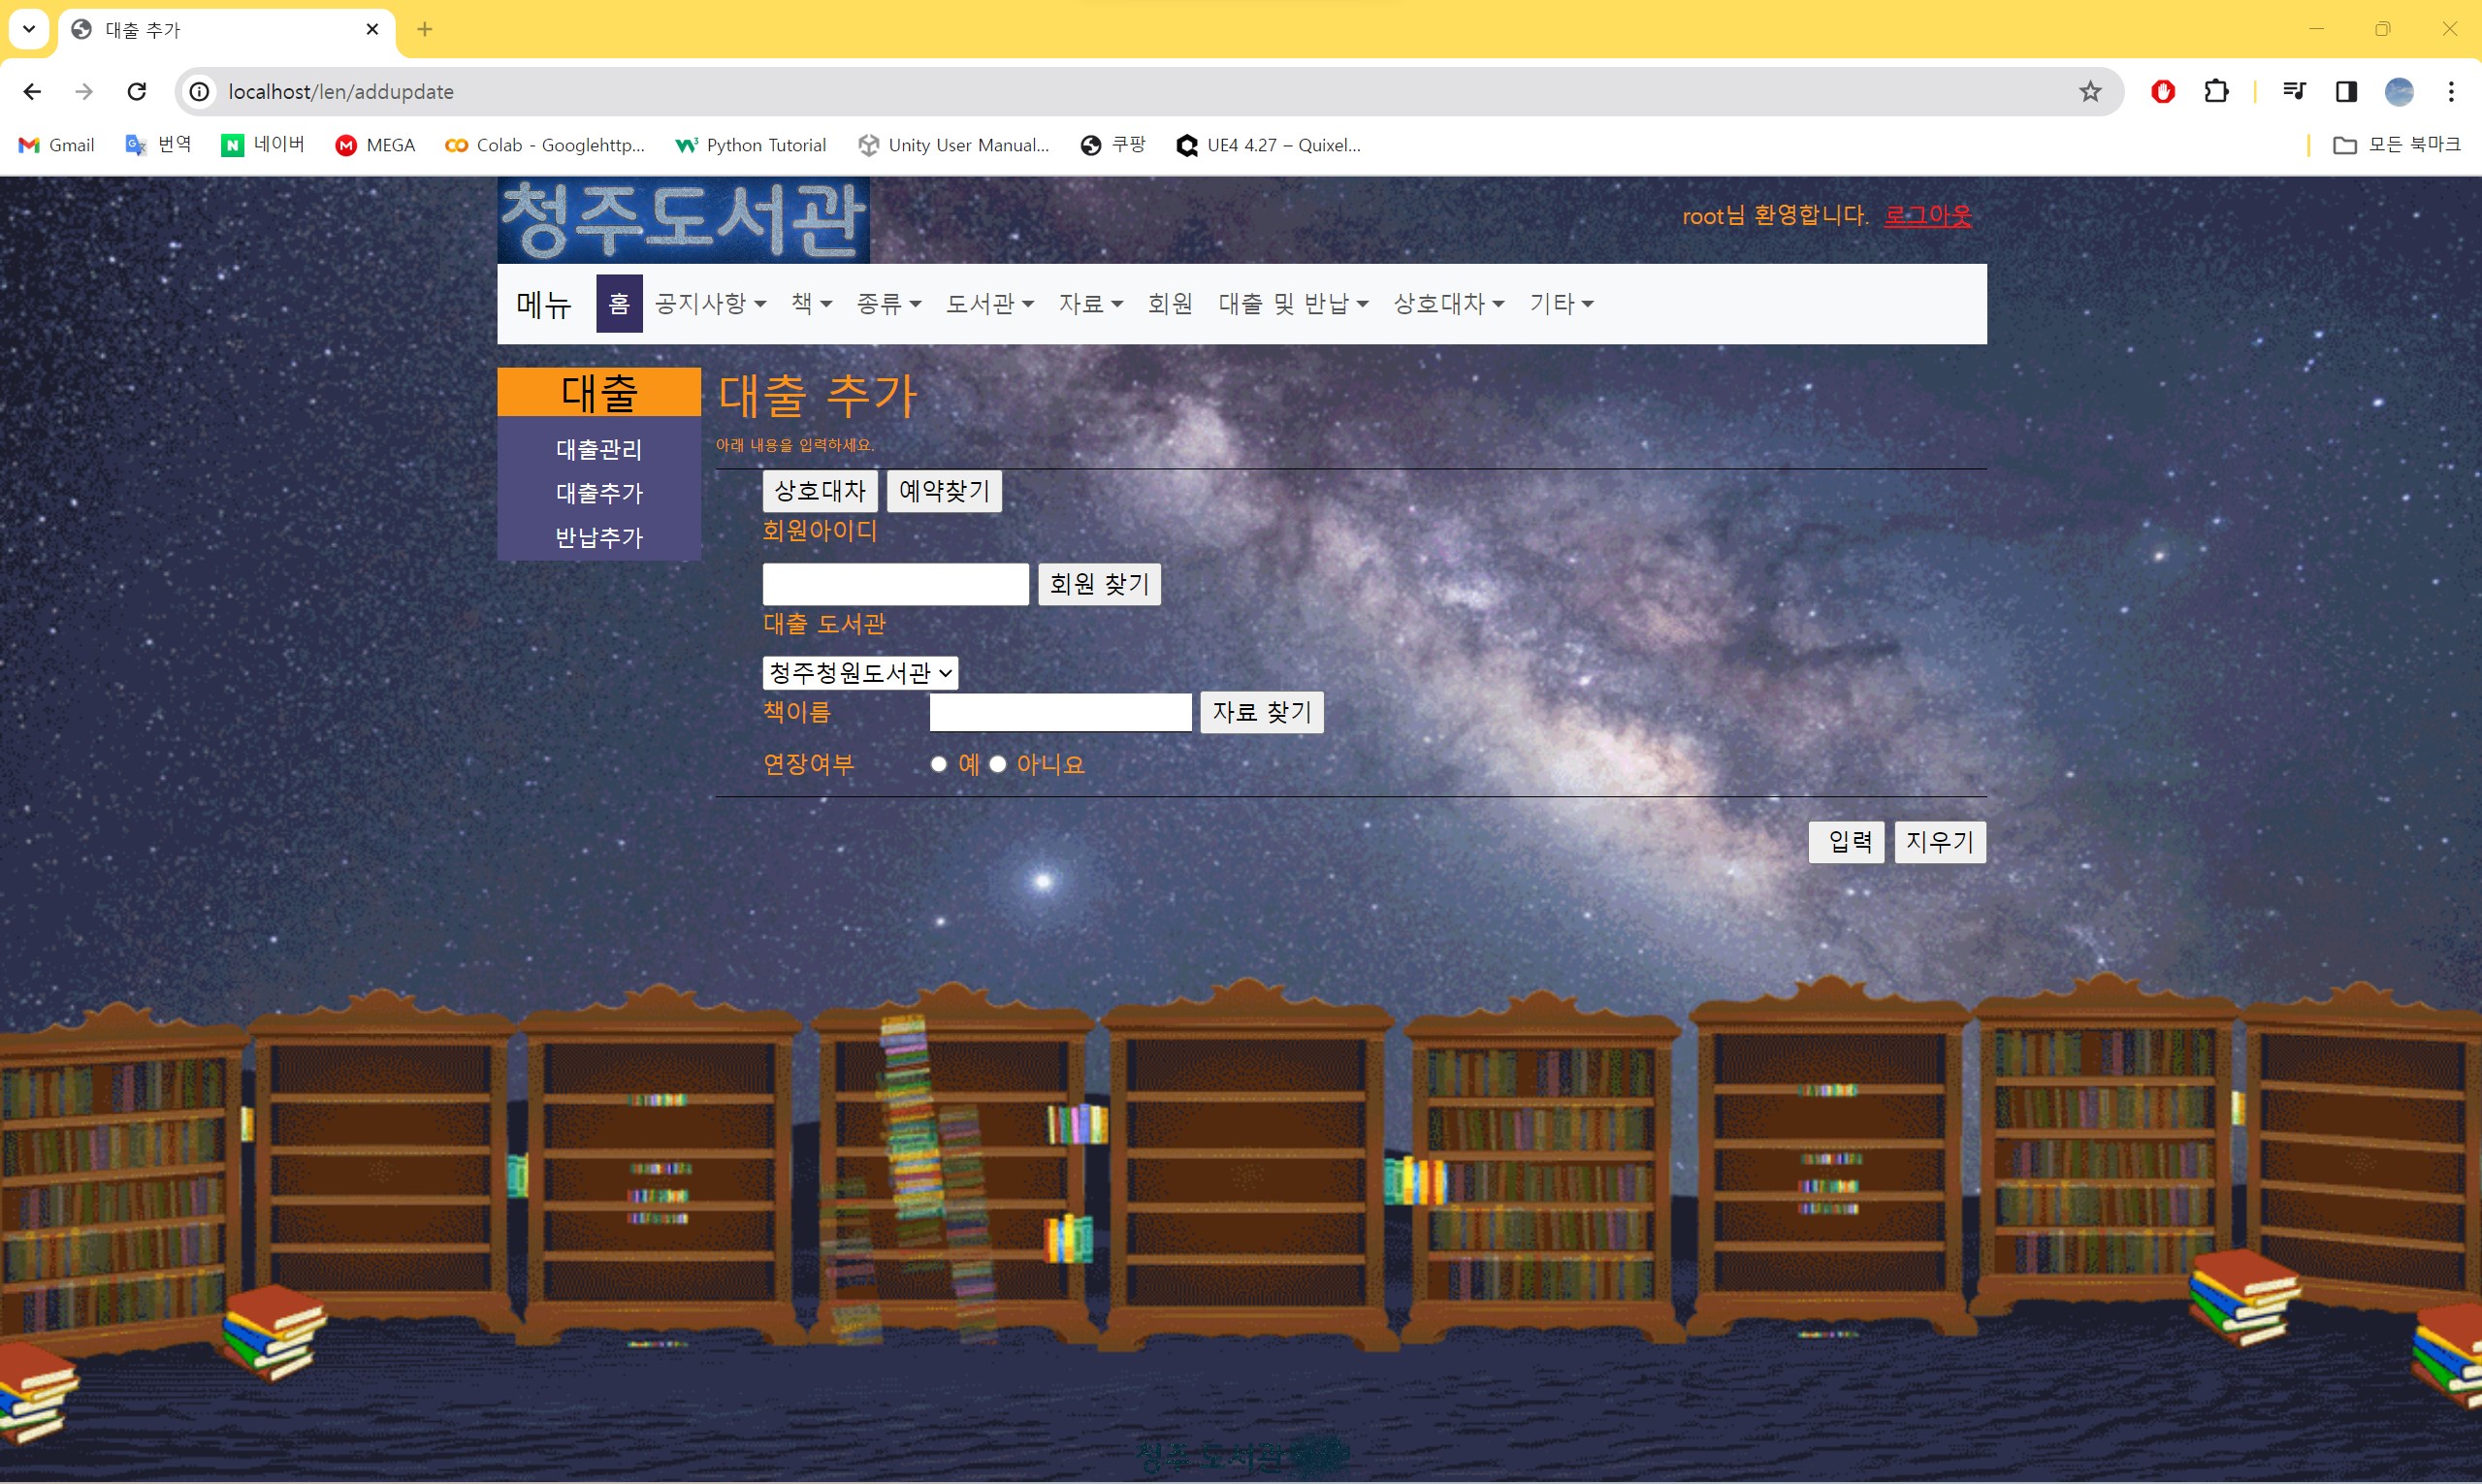 대출 추가
localhost/len/addupdate
Gmail 번역 네이버 MEGA Colab - Googlehttp... Python Tutorial Unity User Manual... 쿠팡 UE4 4.27 – Quixel... 모든 북마크
청주도서관
root님 환영합니다. 로그아웃
메뉴 홈 공지사항 책 종류 도서관 자료 회원 대출 및 반납 상호대차 기타
대출
대출관리
대출추가
반납추가
대출 추가
아래 내용을 입력하세요.
상호대차 예약찾기
회원아이디
회원 찾기
대출 도서관
청주청원도서관
책이름 자료 찾기
연장여부 예 아니요
입력 지우기
청주 도서관